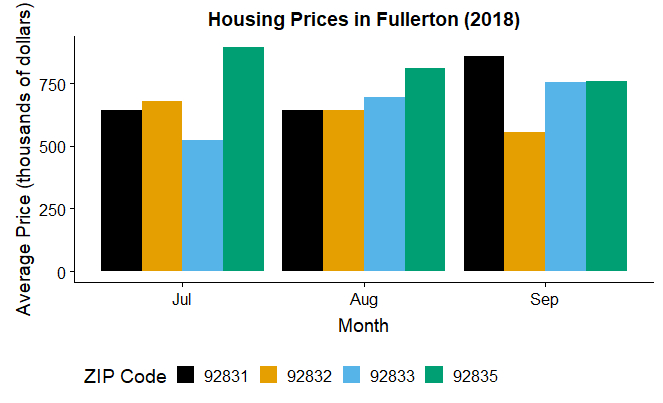 Housing Prices in Fullerton (2018)
Average Price (thousands of dollars)
750
500
250
0
Jul Aug Sep
Month
ZIP Code 92831 92832 92833 92835